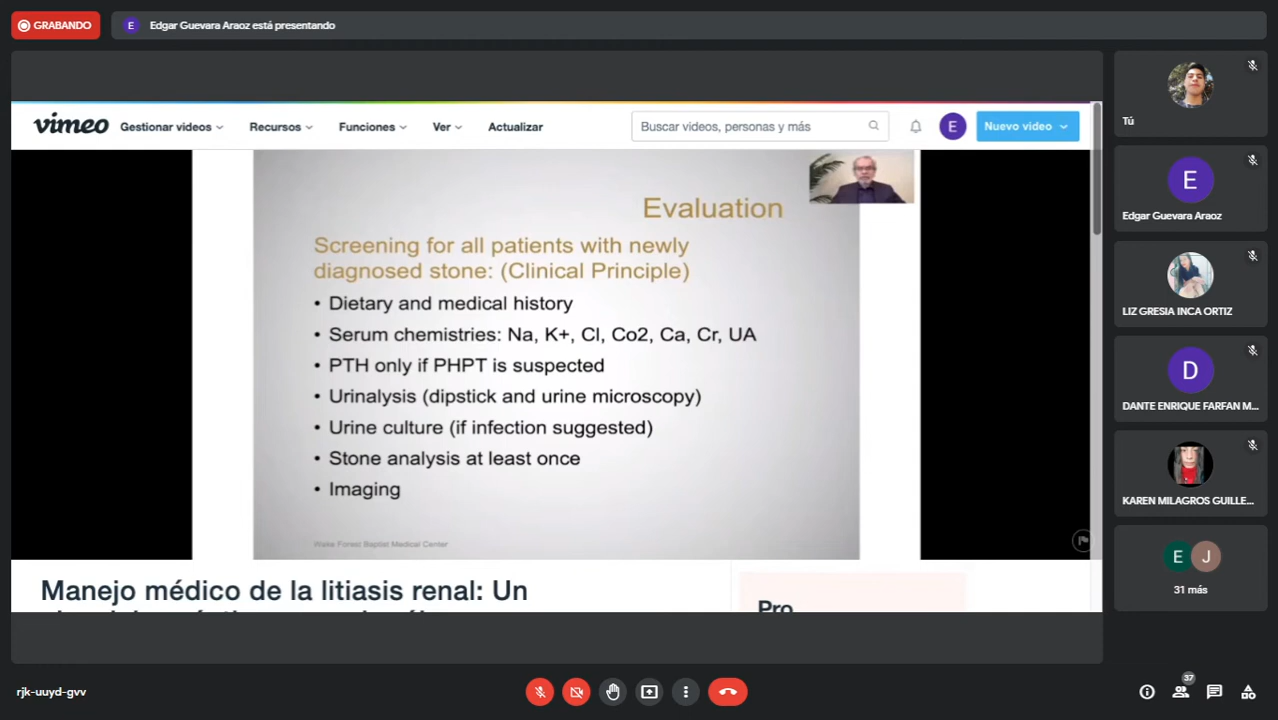 GRABANDO
E
Edgar Guevara Araoz está presentando
vimeo
Gestionar videos
Recursos
Funciones
Ver
Actualizar
Buscar videos, personas y más
E
Nuevo video
Evaluation
Screening for all patients with newly
diagnosed stone: (Clinical Principle)
• Dietary and medical history
• Serum chemistries: Na, K+, Cl, Co2, Ca, Cr, UA
• PTH only if PHPT is suspected
• Urinalysis (dipstick and urine microscopy)
• Urine culture (if infection suggested)
• Stone analysis at least once
• Imaging
Wake Forest Baptist Medical Center
Manejo médico de la litiasis renal: Un
Pro
Tú
E
Edgar Guevara Araoz
LIZ GRESIA INCA ORTIZ
D
DANTE ENRIQUE FARFAN M...
KAREN MILAGROS GUILLE...
E
J
31 más
rjk-uuyd-gvv
37